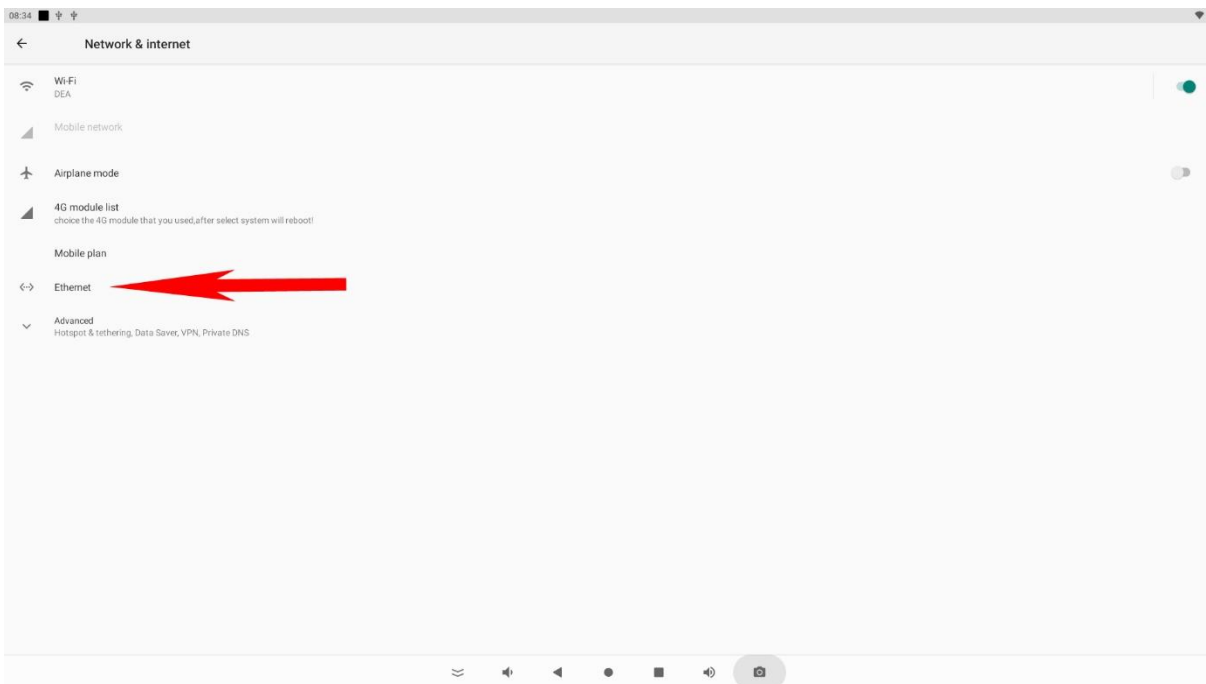 08:34
Network & internet
Wi-Fi
DEA
Mobile network
Airplane mode
4G module list
choice the 4G module that you used,after select system will reboot!
Mobile plan
Ethernet
Advanced
Hotspot & tethering, Data Saver, VPN, Private DNS